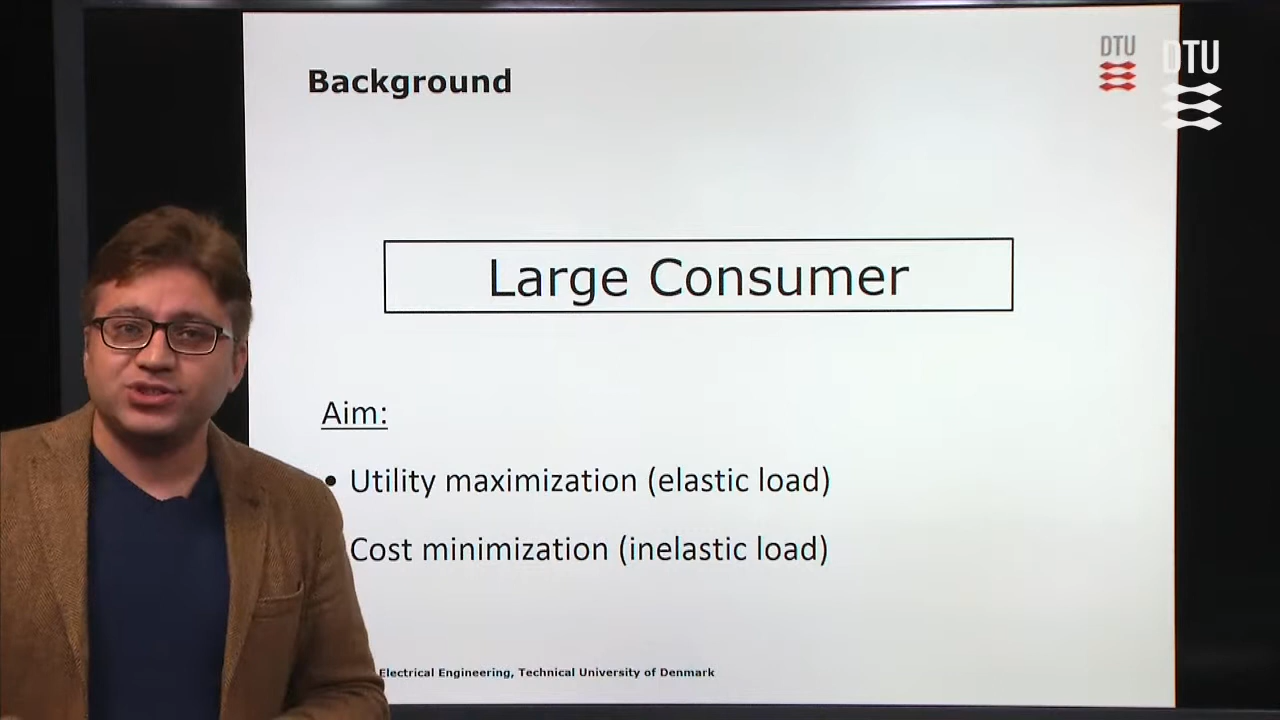 Background
DTU
DTU
Large Consumer
Aim:
• Utility maximization (elastic load)
Cost minimization (inelastic load)
Electrical Engineering, Technical University of Denmark